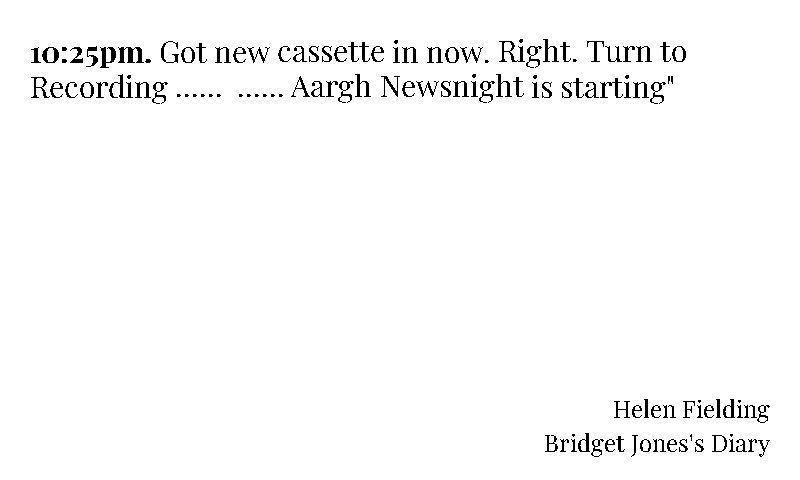 10:25pm. Got new cassette in now. Right. Turn to
Recording ......  ...... Aargh Newsnight is starting"
Helen Fielding
Bridget Jones's Diary